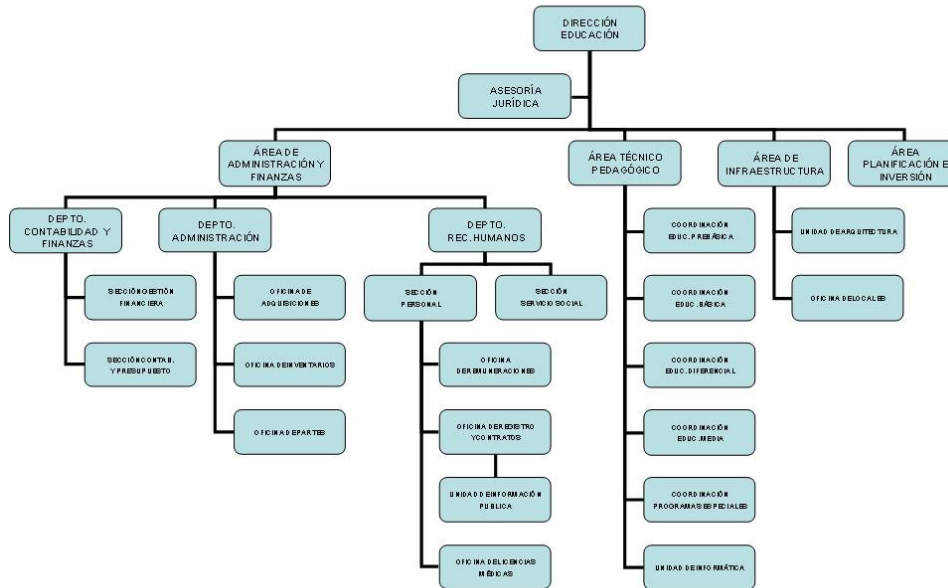 DIRECCIÓN
EDUCACIÓN
ASESORÍA
JURÍDICA
ÁREA DE
ADMINISTRACIÓN Y
FINANZAS
ÁREA TÉCNICO
PEDAGÓGICO
ÁREA DE
INFRAESTRUCTURA
ÁREA
PLANIFICACIÓN E
INVERSIÓN
DEPTO.
CONTABILIDAD Y
FINANZAS
DEPTO.
ADMINISTRACIÓN
DEPTO.
REC. HUMANOS
COORDINACIÓN
EDUC. PREBÁSICA
UNIDAD DE ARQUITECTURA
SECCIÓN GESTIÓN
FINANCIERA
OFICINA DE
ADQUISICIONES
SECCIÓN
PERSONAL
SECCIÓN
SERVICIO SOCIAL
COORDINACIÓN
EDUC. BÁSICA
OFICINA DE LOCALES
SECCIÓN CONTAB.
Y PRESUPUESTO
OFICINA DE INVENTARIOS
OFICINA
DE REMUNERACIONES
COORDINACIÓN
EDUC. DIFERENCIAL
OFICINA DE PARTES
OFICINA DE REGISTRO
Y CONTRATOS
COORDINACIÓN
EDUC. MEDIA
UNIDAD DE INFORMACIÓN
PUBLICA
COORDINACIÓN
PROGRAMAS ESPECIALES
OFICINA DE LICENCIAS
MÉDICAS
UNIDAD DE INFORMÁTICA